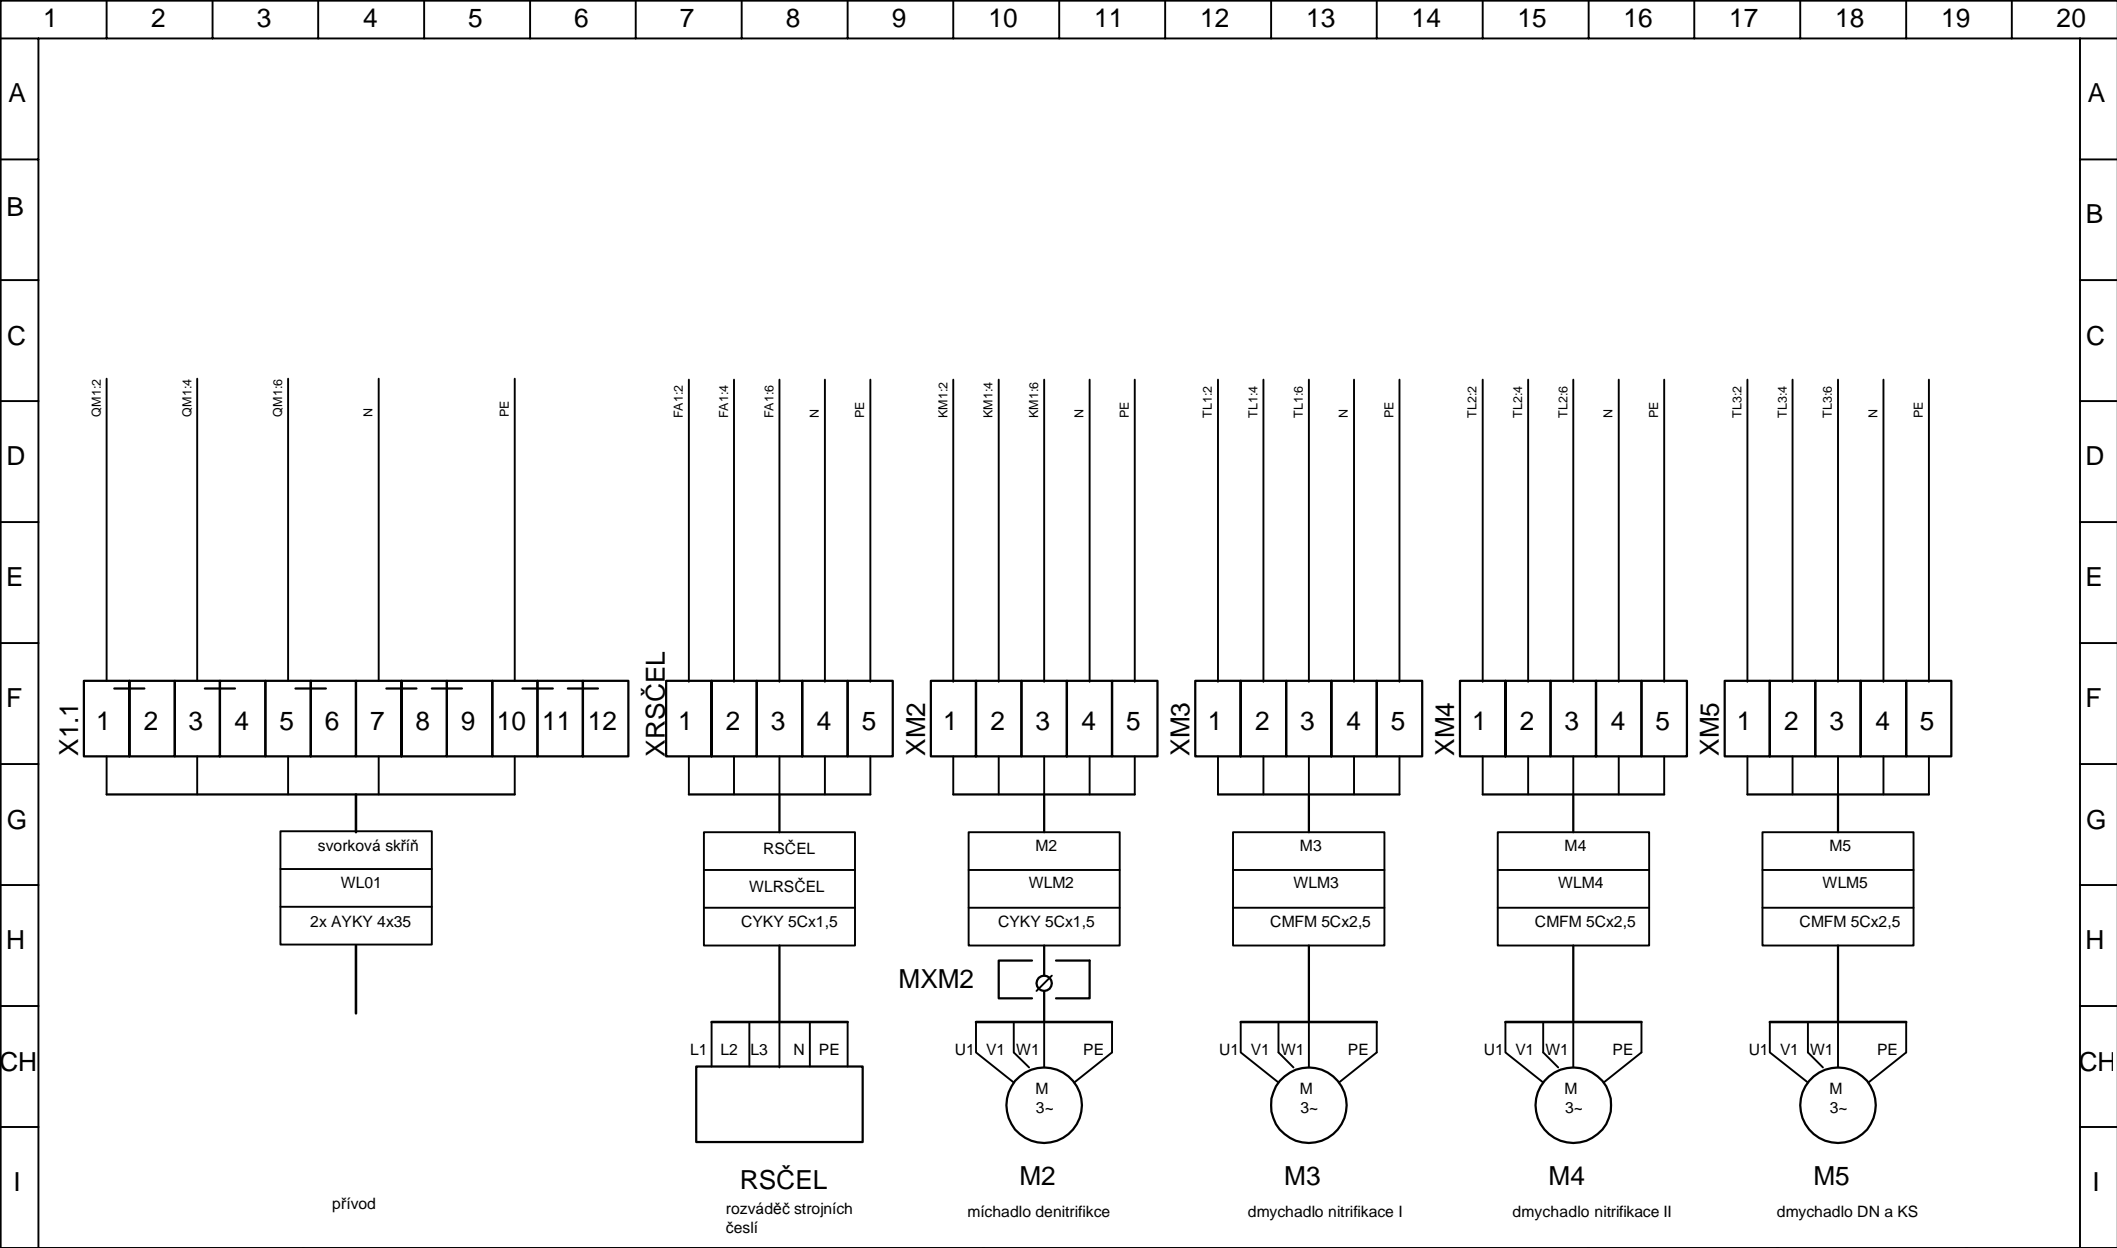 1 2 3 4 5 6 7 8 9 10 11 12 13 14 15 16 17 18 19 20
A A
B B
C C
QM1:2 QM1:4 QM1:6 N PE FA1:2 FA1:4 FA1:6 N PE KM1:2 KM1:4 KM1:6 N PE TL1:2 TL1:4 TL1:6 N PE TL2:2 TL2:4 TL2:6 N PE TL3:2 TL3:4 TL3:6 N PE
D D
E E
F F
X1.1 1 2 3 4 5 6 7 8 9 10 11 12 XRSČEL 1 2 3 4 5 XM2 1 2 3 4 5 XM3 1 2 3 4 5 XM4 1 2 3 4 5 XM5 1 2 3 4 5
G G
svorková skříň RSČEL M2 M3 M4 M5
WL01 WLRSČEL WLM2 WLM3 WLM4 WLM5
2x AYKY 4x35 CYKY 5Cx1,5 CYKY 5Cx1,5 CMFM 5Cx2,5 CMFM 5Cx2,5 CMFM 5Cx2,5
H H
MXM2
CH CH
L1 L2 L3 N PE U1 V1 W1 PE U1 V1 W1 PE U1 V1 W1 PE U1 V1 W1 PE
M M M M
3~ 3~ 3~ 3~
I I
RSČEL M2 M3 M4 M5
přívod
rozváděč strojních
česlí
míchadlo denitrifikce
dmychadlo nitrifikace I
dmychadlo nitrifikace II
dmychadlo DN a KS